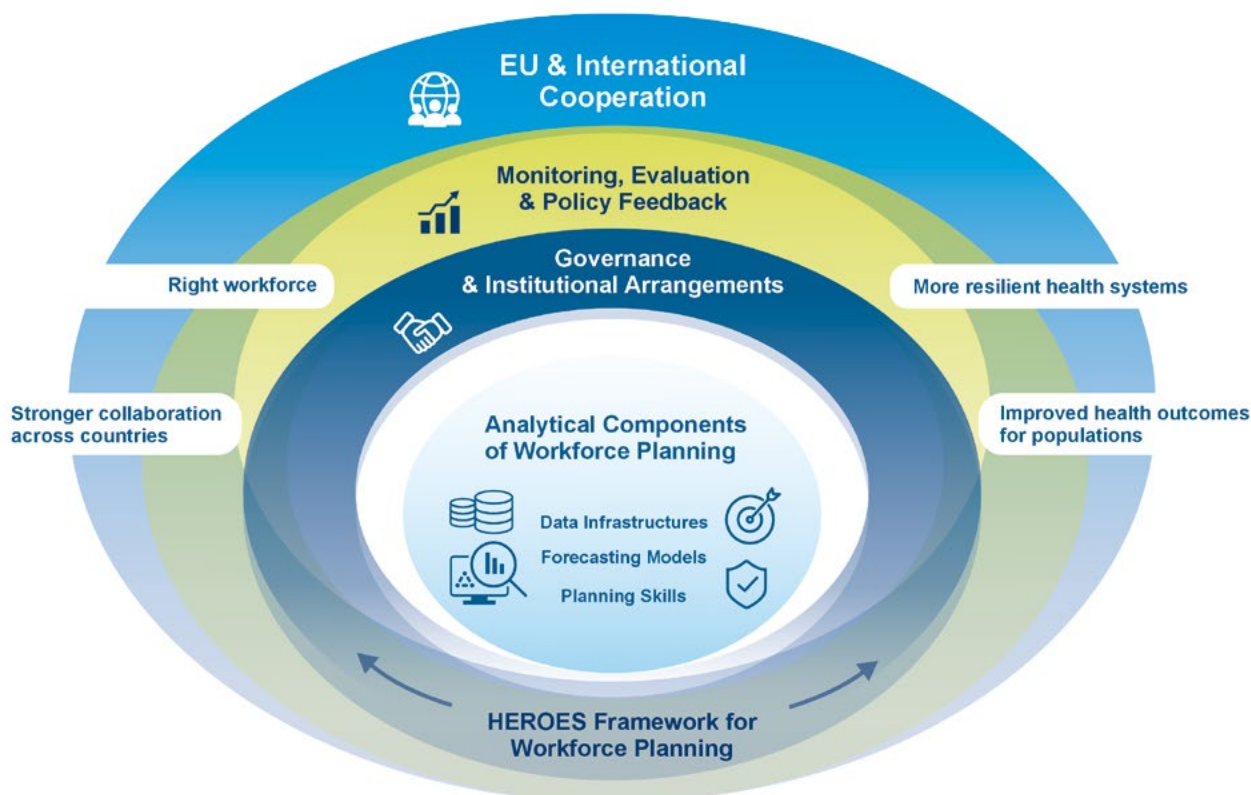 EU & International
Cooperation
Monitoring, Evaluation
& Policy Feedback
Governance
& Institutional Arrangements
Right workforce
More resilient health systems
Stronger collaboration
across countries
Improved health outcomes
for populations
Analytical Components
of Workforce Planning
Data Infrastructures
Forecasting Models
Planning Skills
HEROES Framework for
Workforce Planning